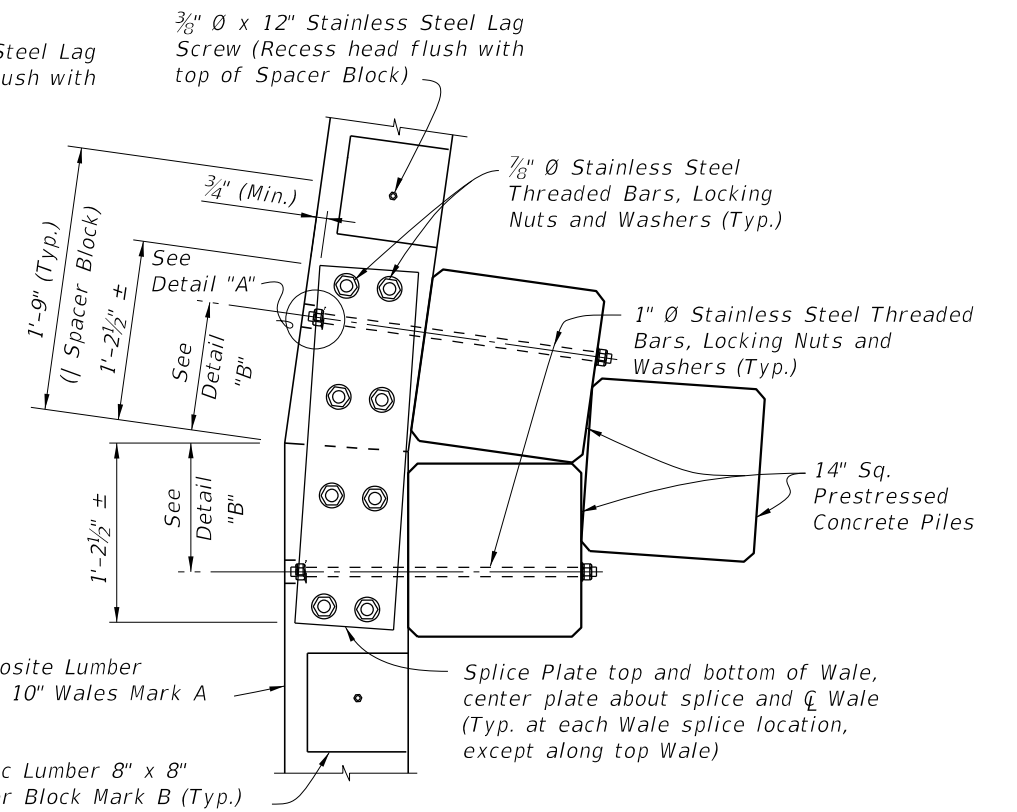 ⅜" Ø x 12" Stainless Steel Lag
Screw (Recess head flush with
top of Spacer Block)
Steel Lag
ush with
⅞" Ø Stainless Steel
Threaded Bars, Locking
Nuts and Washers (Typ.)
¾" (Min.)
1'-9" (Typ.)
(1 Spacer Block)
1'-2½" ±
See
Detail "A"
See
Detail
"B"
1" Ø Stainless Steel Threaded
Bars, Locking Nuts and
Washers (Typ.)
14" Sq.
Prestressed
Concrete Piles
1'-2½" ±
See
Detail
"B"
osite Lumber
10" Wales Mark A
Splice Plate top and bottom of Wale,
center plate about splice and ℄ Wale
(Typ. at each Wale splice location,
except along top Wale)
c Lumber 8" x 8"
r Block Mark B (Typ.)